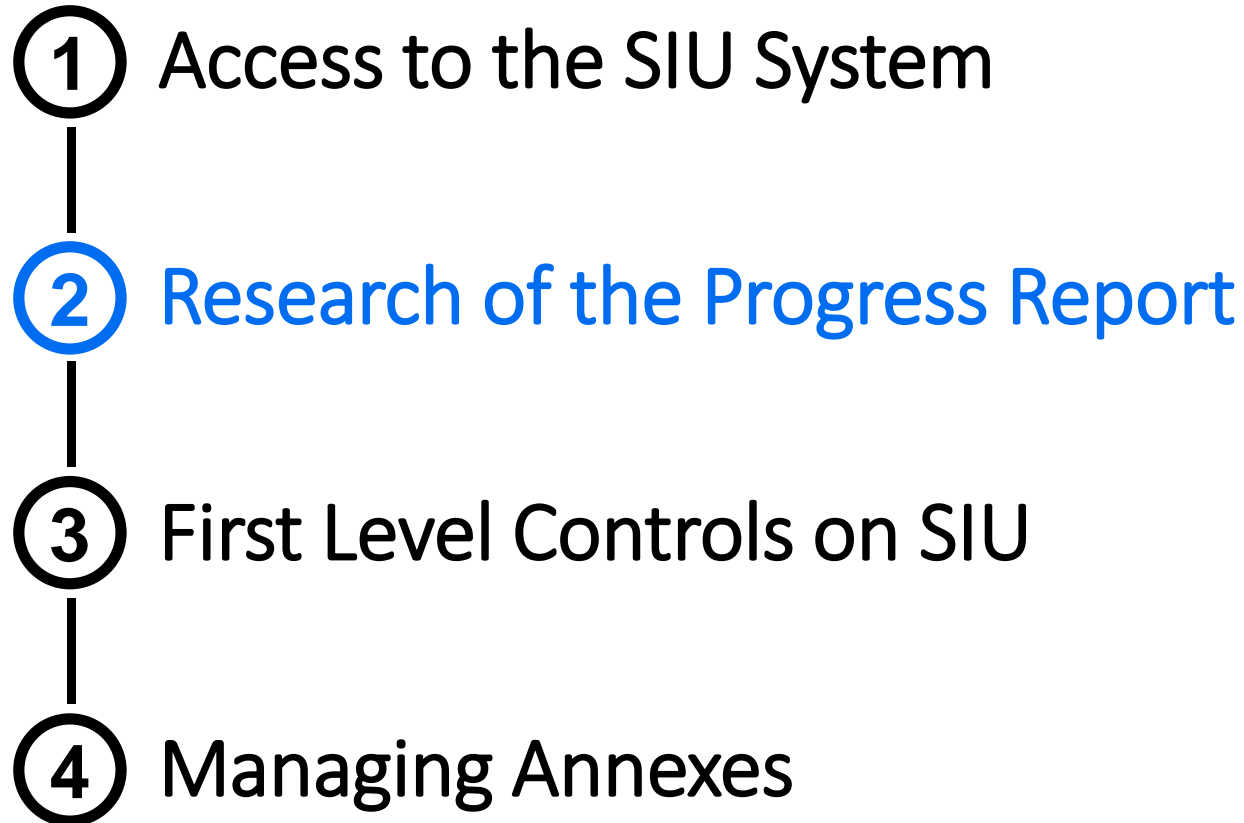 1 Access to the SIU System
2 Research of the Progress Report
3 First Level Controls on SIU
4 Managing Annexes